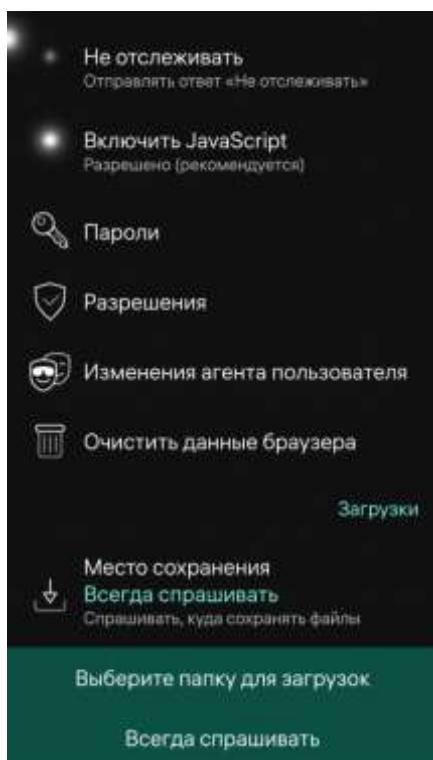 Не отслеживать
Отправлять ответ «Не отслеживать»
Включить JavaScript
Разрешено (рекомендуется)
Пароли
Разрешения
Изменения агента пользователя
Очистить данные браузера
Загрузки
Место сохранения
Всегда спрашивать
Спрашивать, куда сохранять файлы
Выберите папку для загрузок
Всегда спрашивать